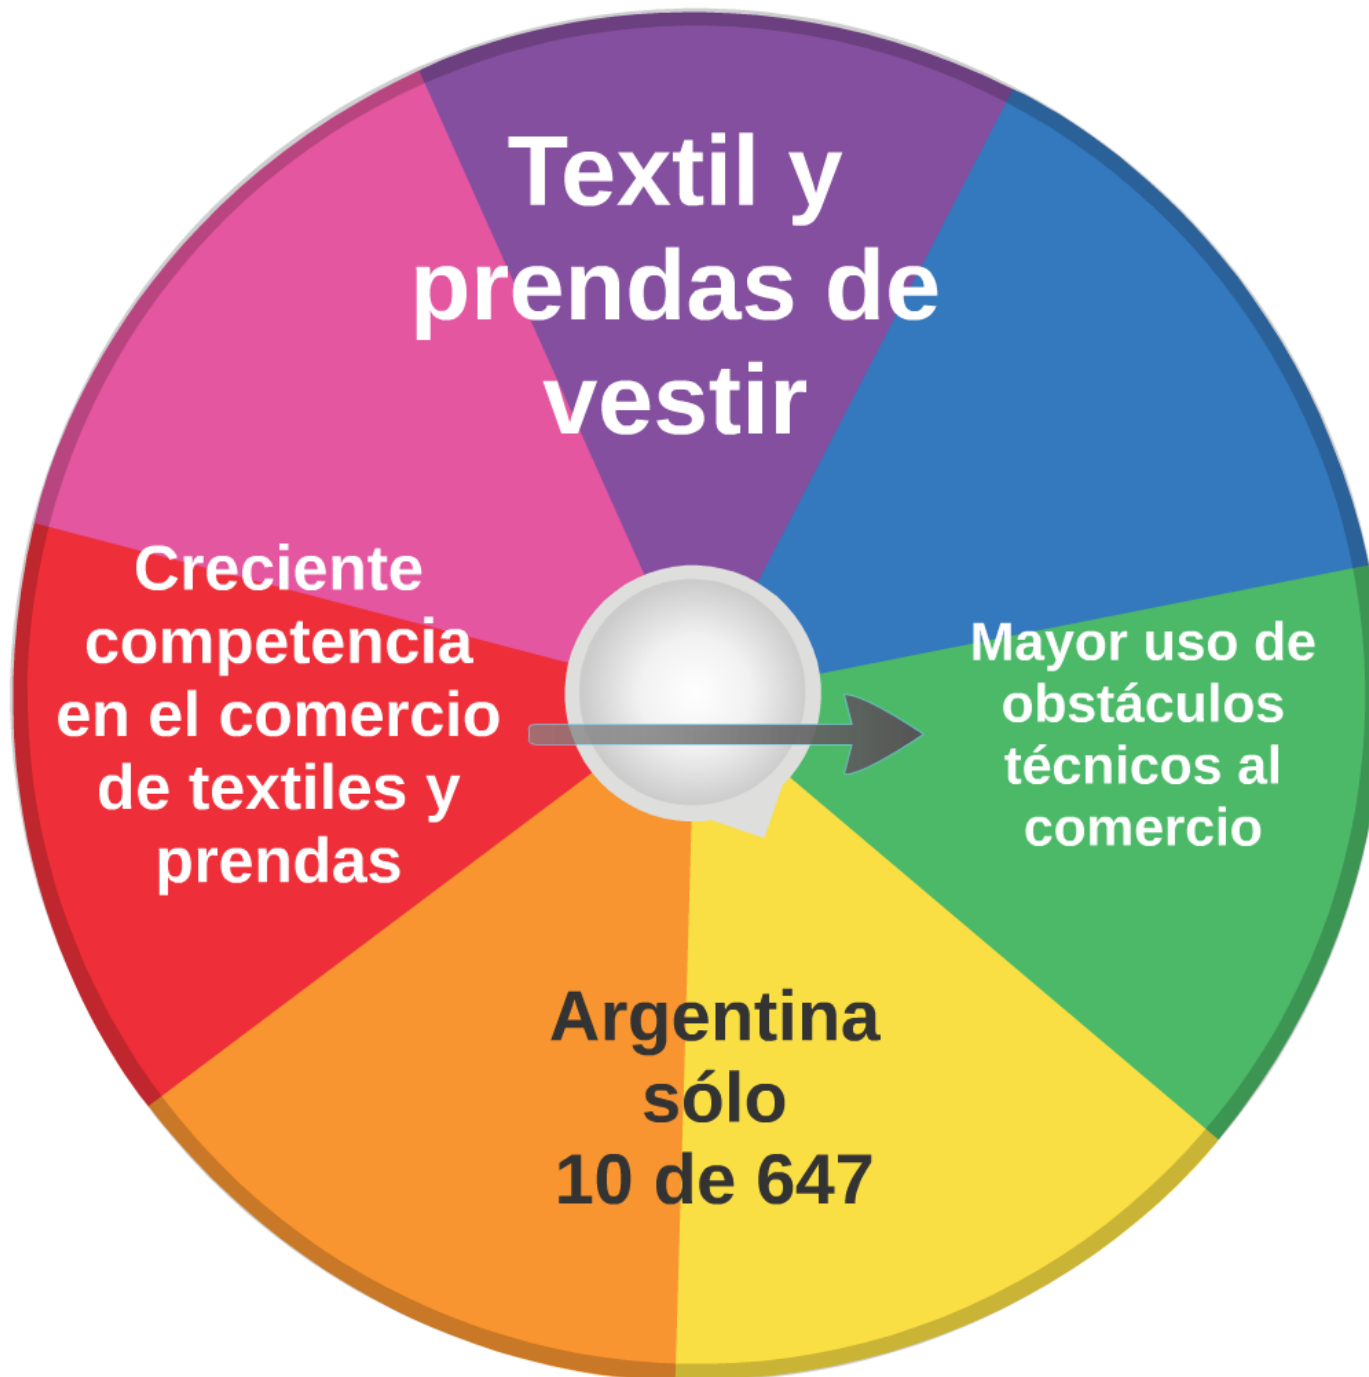 Textil y
prendas de
vestir
Creciente
competencia
en el comercio
de textiles y
prendas
Mayor uso de
obstáculos
técnicos al
comercio
Argentina
sólo
10 de 647